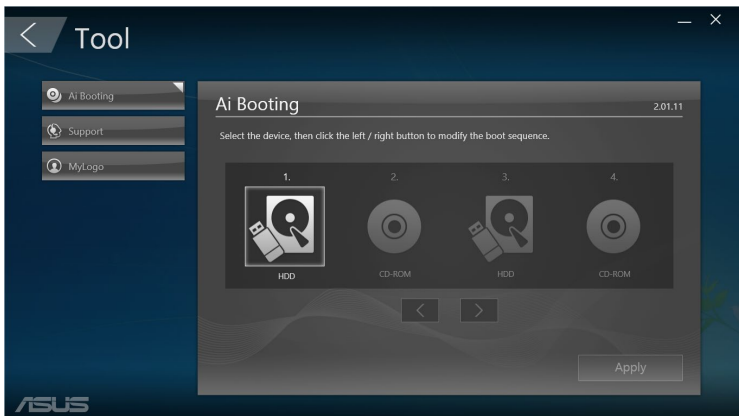 Tool
Ai Booting
Support
MyLogo
Ai Booting
2.01.11
Select the device, then click the left / right button to modify the boot sequence.
1.
2.
3.
4.
HDD
CD-ROM
HDD
CD-ROM
Apply
ASUS